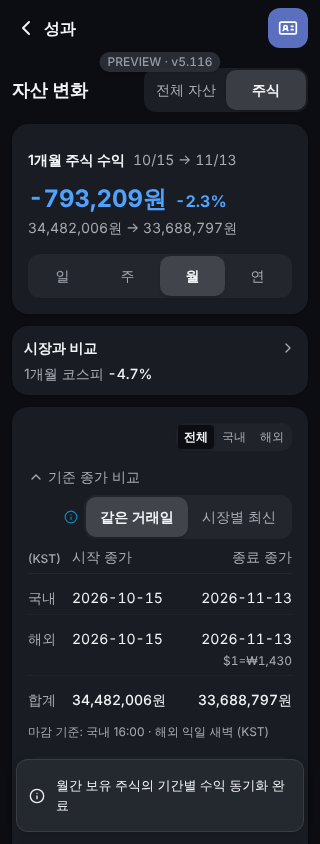 성과
PREVIEW · v5.116
자산 변화
전체 자산 주식
1개월 주식 수익 10/15 → 11/13
-793,209원 -2.3%
34,482,006원 → 33,688,797원
일 주 월 연
시장과 비교
1개월 코스피 -4.7%
전체 국내 해외
기준 종가 비교
같은 거래일 시장별 최신
(KST) 시작 종가 종료 종가
국내 2026-10-15 2026-11-13
해외 2026-10-15 2026-11-13
$1=₩1,430
합계 34,482,006원 33,688,797원
마감 기준: 국내 16:00 · 해외 익일 새벽 (KST)
월간 보유 주식의 기간별 수익 동기화 완
료